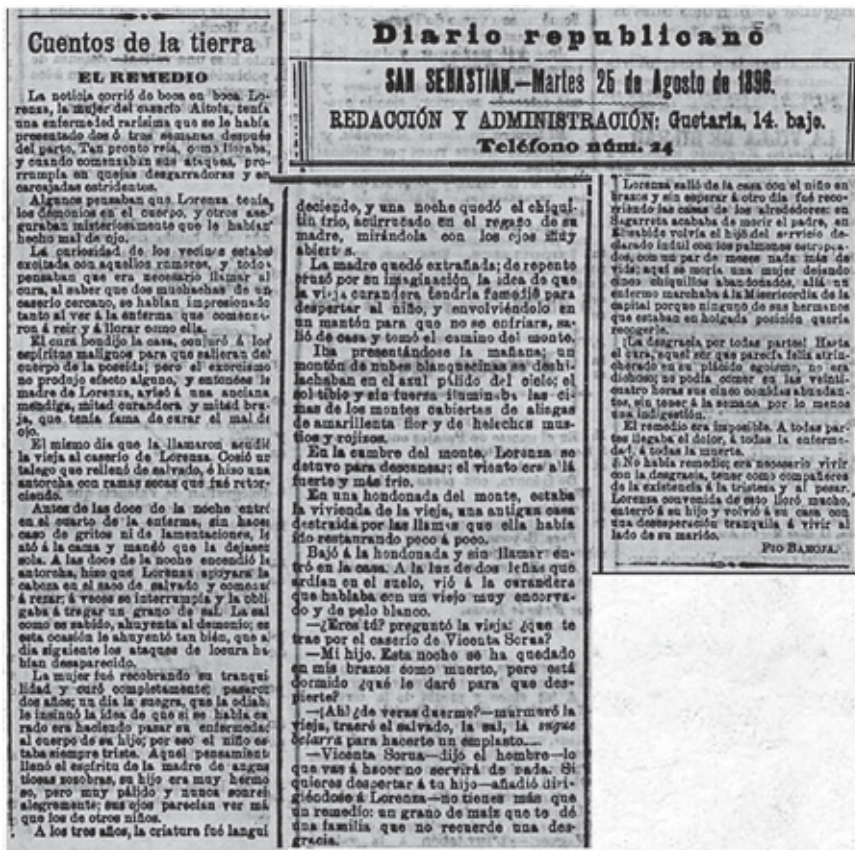 Cuentos de la tierra
EL REMEDIO
La noticia corrió de boca en boca. Lo-
renza, la mujer del caserío Aitola, tenía
una enfermedad rarísima que se le había
presentado dos ó tres semanas después
del parto. Tan pronto reía, como lloraba,
y cuando comenzaban sus ataques, pro-
rrumpía en quejas desgarradoras y en
carcajadas estridentes.
Algunos pensaban que Lorenza tenía
los demonios en el cuerpo, y otros ase-
guraban misteriosamente que le habían
hecho mal de ojo.
La curiosidad de los vecinos estaba
excitada con aquellos rumores, y todos
pensaban que era necesario llamar al
cura, al saber que dos muchachas de un
caserío cercano, se habían impresionado
tanto al ver á la enferma que comenza-
ron á reir y á llorar como ella.
El cura bendijo la casa, conjuró á los
espíritus malignos para que salieran del
cuerpo de la poseída; pero el exorcismo
no produjo efecto alguno, y entonces la
madre de Lorenza, avisó á una anciana
mendiga, mitad curandera y mitad bru-
ja, que tenía fama de curar el mal de
ojo.
El mismo día que la llamaron acudió
la vieja al caserío de Lorenza. Cosió un
talego que rellenó de salvado, é hizo una
antorcha con ramas secas que fué retor-
ciendo.
Antes de las doce de la noche entró
en el cuarto de la enferma, sin hacer
caso de gritos ni de lamentaciones, la
ató á la cama y mandó que la dejasen
sola. A las doce de la noche encendió la
antorcha, hizo que Lorenza apoyara la
cabeza en el saco de salvado y comenzó
á rezar; á veces se interrumpía y la obli-
gaba á tragar un grano de sal. La sal
como es sabido, ahuyenta al demonio; en
esta ocasión le ahuyentó tan bién, que al
día siguiente los ataques de locura ha-
bían desaparecido.
La mujer fué recobrando su tranqui-
lidad y curó completamente; pasaron
dos años; un día la suegra, que la odiaba
le insinuó la idea de que si se había cu-
rado era haciendo pasar su enfermedad
al cuerpo de su hijo; por eso el niño es-
taba siempre triste. Aquel pensamiento
llenó el espíritu de la madre de angus-
tiosas zozobras, su hijo era muy hermo-
so, pero muy pálido y nunca sonreía
alegremente; sus ojos parecían ver más
que los de otros niños.
A los tres años, la criatura fué langui
Diario republicano
SAN SEBASTIAN.—Martes 25 de Agosto de 1896.
REDACCIÓN Y ADMINISTRACIÓN: Guetaria, 14. bajo.
Teléfono núm. 24
deciendo, y una noche quedó el chiqui-
tín frío, acurrucado en el regazo de su
madre, mirándola con los ojos muy
abiertos.
La madre quedó extrañada; de repente
cruzó por su imaginación, la idea de que
la vieja curandera tendría remedio para
despertar al niño, y envolviéndolo en
un mantón para que no se enfriara, sa-
lió de casa y tomó el camino del monte.
Iba presentándose la mañana; un
montón de nubes blanquecinas se deshi-
lachaban en el azul pálido del cielo; el
sol tibio y sin fuerza iluminaba las ci-
mas de los montes cubiertas de aliagas
de amarillenta flor y de helechos mus-
tios y rojizos.
En la cumbre del monte, Lorenza se
detuvo para descansar; el viento era allá
fuerte y más frío.
En una hondonada del monte, estaba
la vivienda de la vieja, una antigua casa
destruida por las llamas que ella había
ido restaurando poco á poco.
Bajó á la hondonada y sin llamar en-
tró en la casa. A la luz de dos leñas que
ardían en el suelo, vió á la curandera
que hablaba con un viejo muy encorva-
do y de pelo blanco.
—¿Eres tú? preguntó la vieja: ¿que te
trae por el caserío de Vicenta Sorua?
—Mi hijo. Esta noche se ha quedado
en mis brazos como muerto, pero está
dormido ¿qué le daré para que des-
pierte?
—¡Ah! ¿de veras duerme?—murmuró la
vieja, traeré el salvado, la sal, la
para hacerte un emplasto....
—Vicenta Sorua—dijo el hombre—lo
que vas á hacer no servirá de nada. Si
quieres despertar á tu hijo—añadió diri-
giéndose á Lorenza—no tienes más que
un remedio: un grano de maíz que te dé
una familia que no recuerde una des-
gracia.
Lorenza salió de la casa con el niño en
brazos y sin esperar á otro día fué reco-
rriendo las casas de los alrededores: en
Sagarreta acababa de morir el padre, en
Elisabide volvía el hijo del servicio de-
clarado inútil con los pulmones estropea-
dos, con un par de meses nada más de
vida; aquí se moría una mujer dejando
cinco chiquillos abandonados, allá un
enfermo marchaba á la Misericordia de la
capital porque ninguno de sus hermanos
que estaban en holgada posición quería
recogerle.
¡La desgracia por todas partes! Hasta
el cura, aquel sér que parecía feliz atrin-
cherado en su plácido egoismo, no era
dichoso; no podía comer en las veinti-
cuatro horas sus cinco comidas abundan-
tes, sin tener á la semana por lo menos
una indigestión.
El remedio era imposible. A todas par-
tes llegaba el dolor, á todas la enferme-
dad, á todas la muerte.
No había remedio; era necesario vivir
con la desgracia, tener como compañeros
de la existencia á la tristeza y al pesar.
Lorenza convenida de esto lloró mucho,
enterró á su hijo y volvió á su casa con
una desesperación tranquila á vivir al
lado de su marido.
PIO BAROJA.